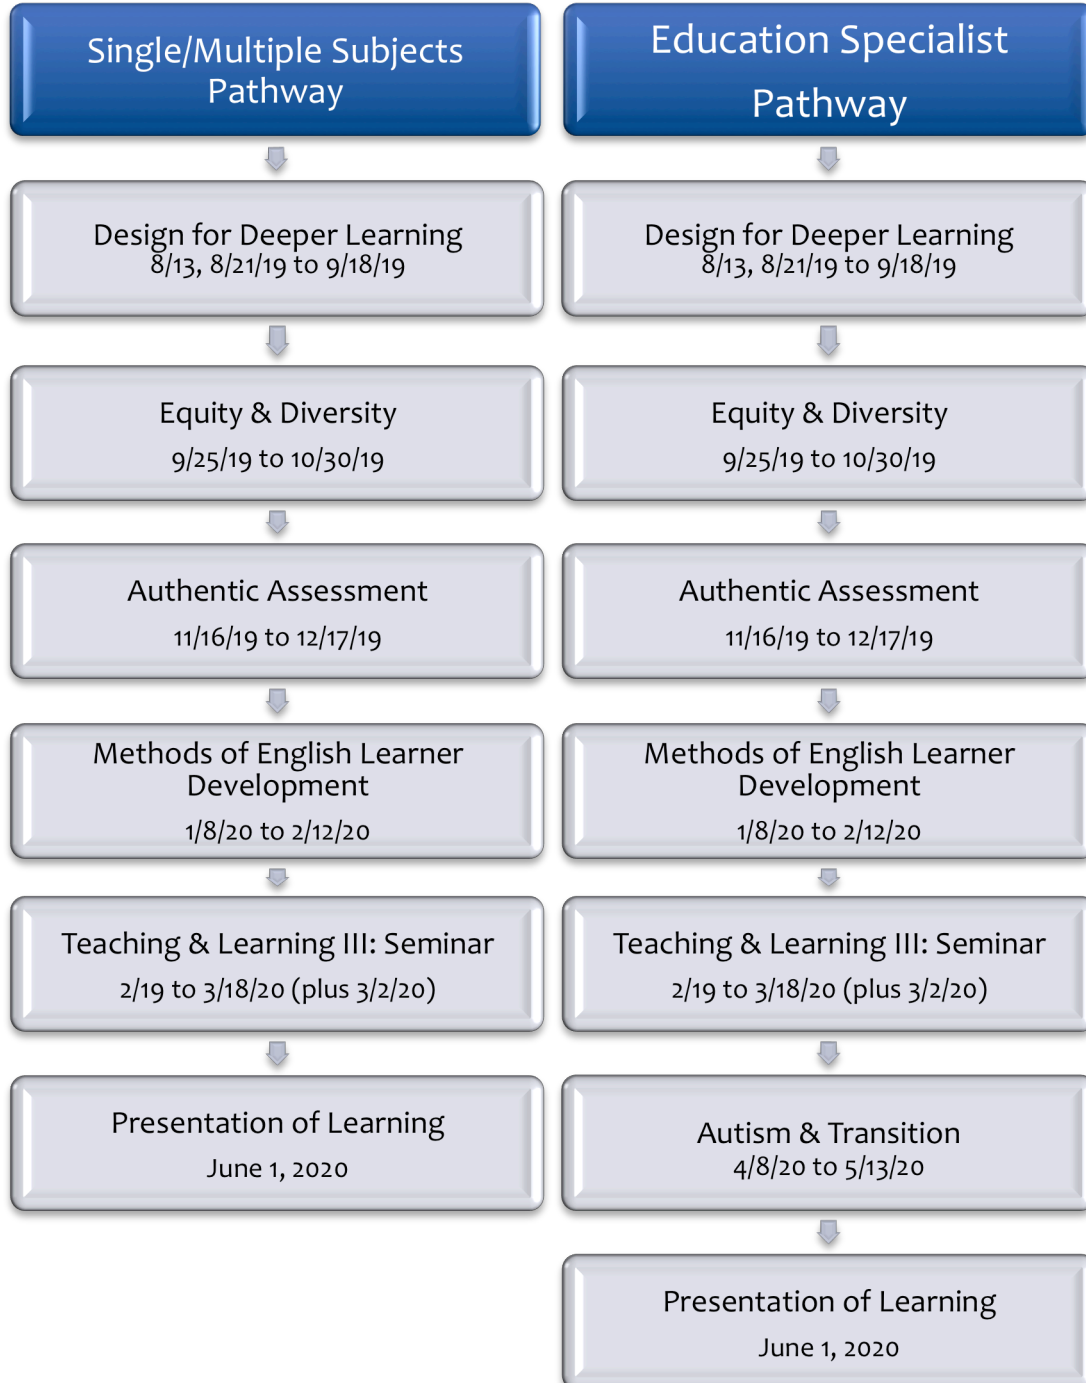 Single/Multiple Subjects
Pathway
Design for Deeper Learning
8/13, 8/21/19 to 9/18/19
Equity & Diversity
9/25/19 to 10/30/19
Authentic Assessment
11/16/19 to 12/17/19
Methods of English Learner
Development
1/8/20 to 2/12/20
Teaching & Learning III: Seminar
2/19 to 3/18/20 (plus 3/2/20)
Presentation of Learning
June 1, 2020
Education Specialist
Pathway
Design for Deeper Learning
8/13, 8/21/19 to 9/18/19
Equity & Diversity
9/25/19 to 10/30/19
Authentic Assessment
11/16/19 to 12/17/19
Methods of English Learner
Development
1/8/20 to 2/12/20
Teaching & Learning III: Seminar
2/19 to 3/18/20 (plus 3/2/20)
Autism & Transition
4/8/20 to 5/13/20
Presentation of Learning
June 1, 2020